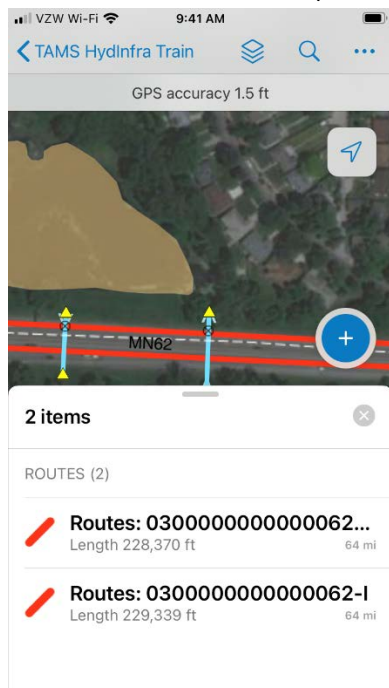 VZW Wi-Fi 9:41 AM
TAMS HydInfra Train
GPS accuracy 1.5 ft
MN62
2 items
ROUTES (2)
Routes: 0300000000000062...
Length 228,370 ft 64 mi
Routes: 0300000000000062-I
Length 229,339 ft 64 mi